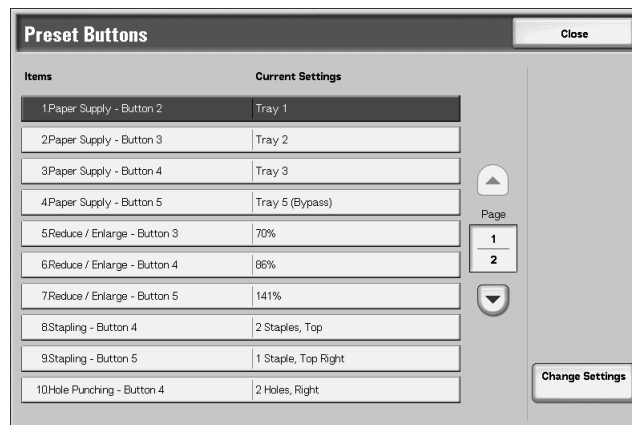 Preset Buttons
Close
Items Current Settings
1.Paper Supply - Button 2 Tray 1
2.Paper Supply - Button 3 Tray 2
3.Paper Supply - Button 4 Tray 3
4.Paper Supply - Button 5 Tray 5 (Bypass)
5.Reduce / Enlarge - Button 3 70%
6.Reduce / Enlarge - Button 4 86%
7.Reduce / Enlarge - Button 5 141%
8.Stapling - Button 4 2 Staples, Top
9.Stapling - Button 5 1 Staple, Top Right
10.Hole Punching - Button 4 2 Holes, Right
Page
1
2
Change Settings